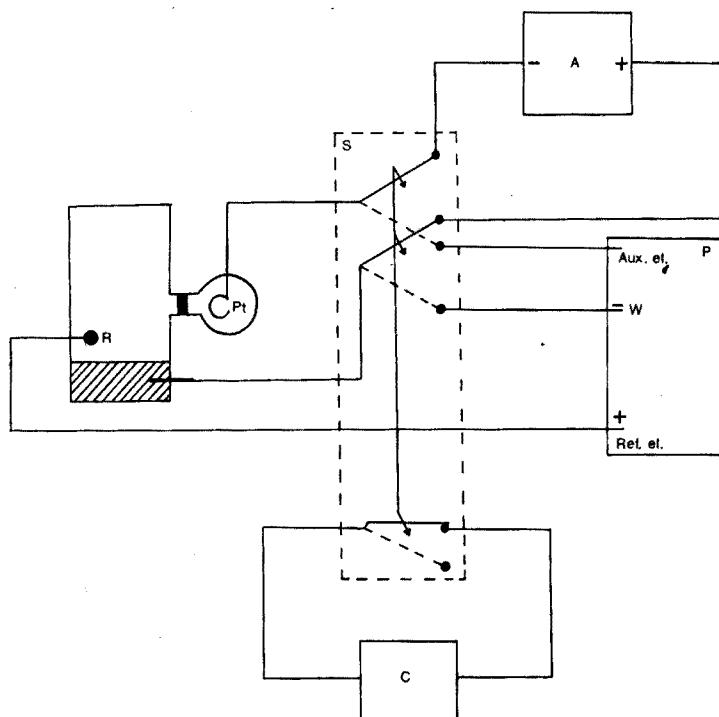 − A +
S
P
Aux. el.
Pt
− W
R
+
Ref. el.
C